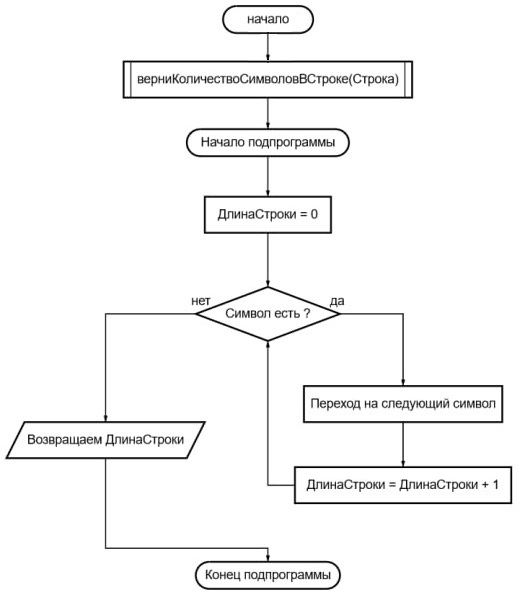 начало
верниКоличествоСимволовВСтроке(Строка)
Начало подпрограммы
ДлинаСтроки = 0
нет
да
Символ есть ?
Переход на следующий символ
Возвращаем ДлинаСтроки
ДлинаСтроки = ДлинаСтроки + 1
Конец подпрограммы